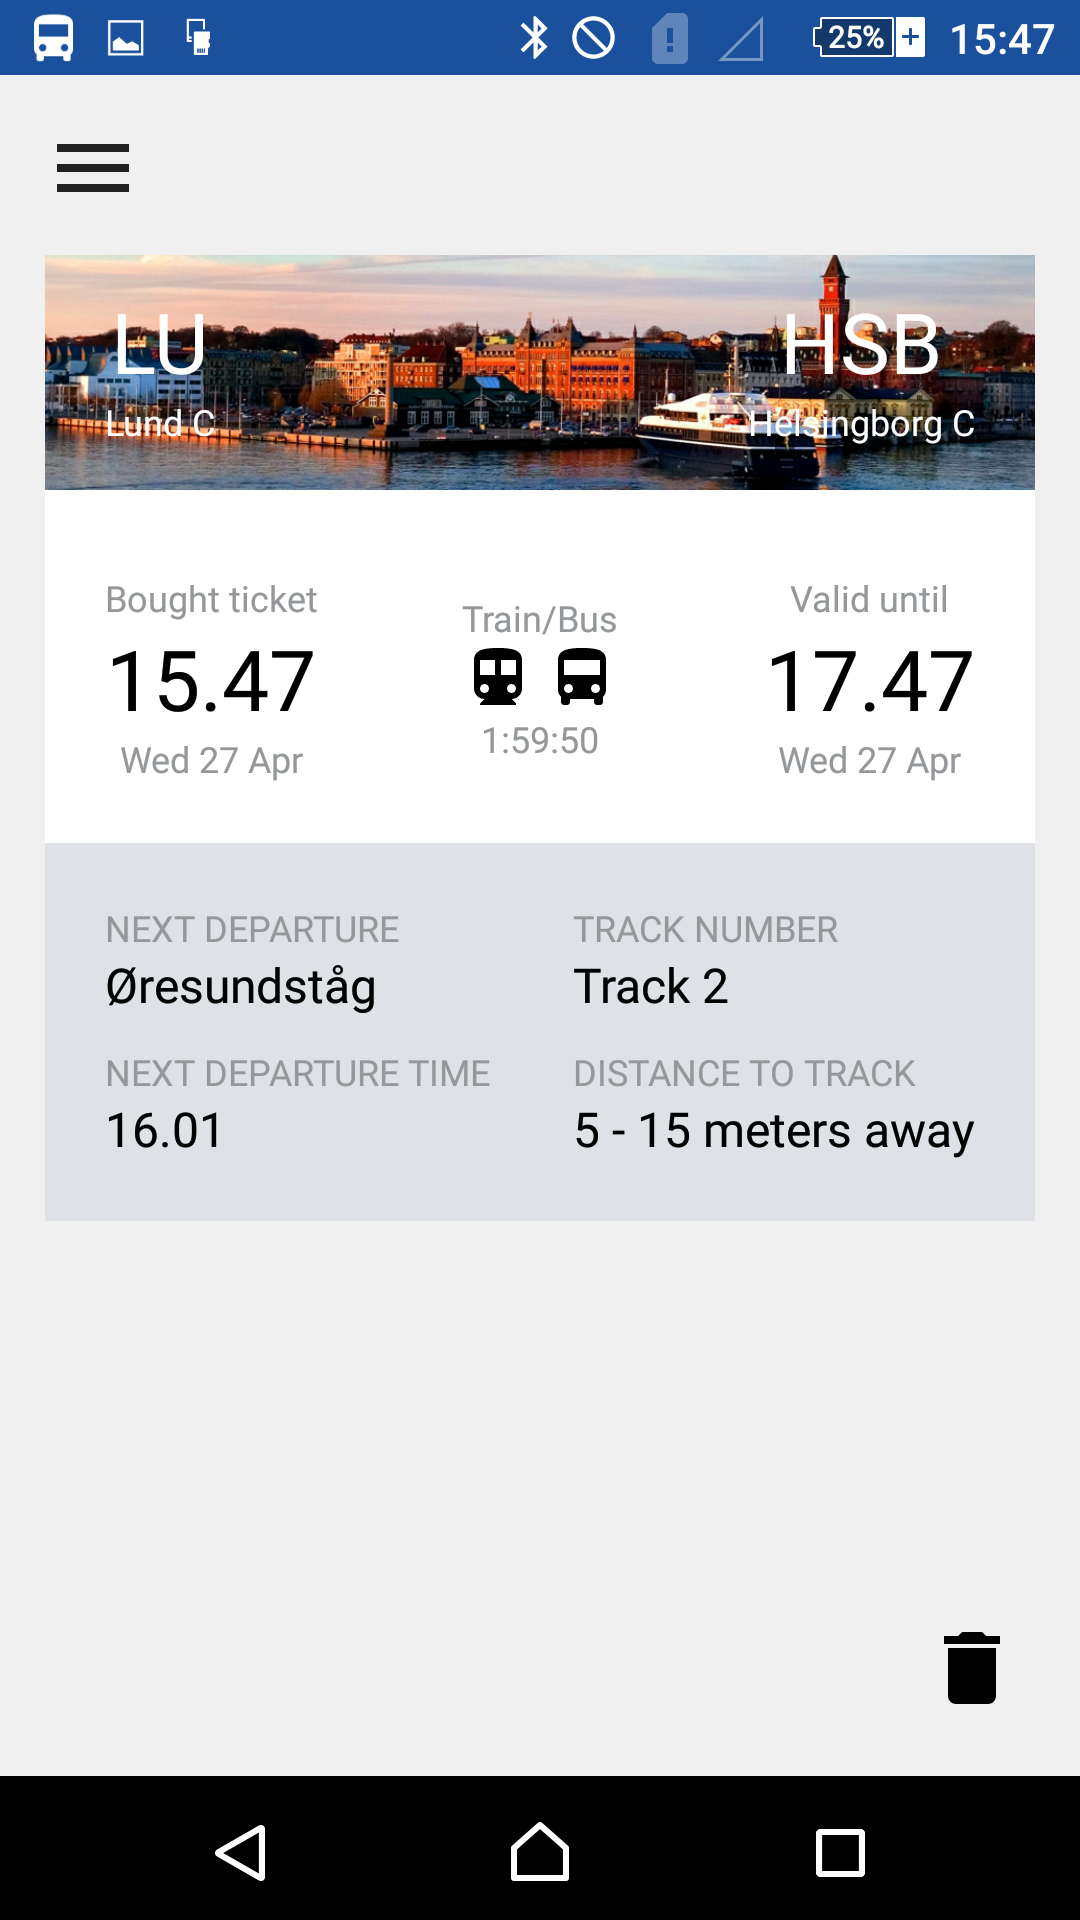 25% 15:47
LU HSB
Lund C Helsingborg C
Bought ticket Train/Bus Valid until
15.47 17.47
1:59:50
Wed 27 Apr Wed 27 Apr
NEXT DEPARTURE TRACK NUMBER
Øresundståg Track 2
NEXT DEPARTURE TIME DISTANCE TO TRACK
16.01 5 - 15 meters away